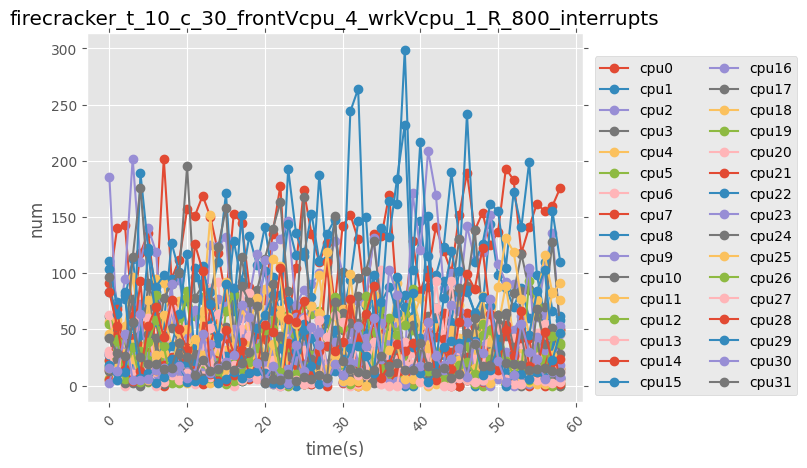 firecracker_t_10_c_30_frontVcpu_4_wrkVcpu_1_R_800_interrupts
300
250
200
150
100
50
0
num
0
10
20
30
40
50
60
time(s)
cpu0
cpu1
cpu2
cpu3
cpu4
cpu5
cpu6
cpu7
cpu8
cpu9
cpu10
cpu11
cpu12
cpu13
cpu14
cpu15
cpu16
cpu17
cpu18
cpu19
cpu20
cpu21
cpu22
cpu23
cpu24
cpu25
cpu26
cpu27
cpu28
cpu29
cpu30
cpu31